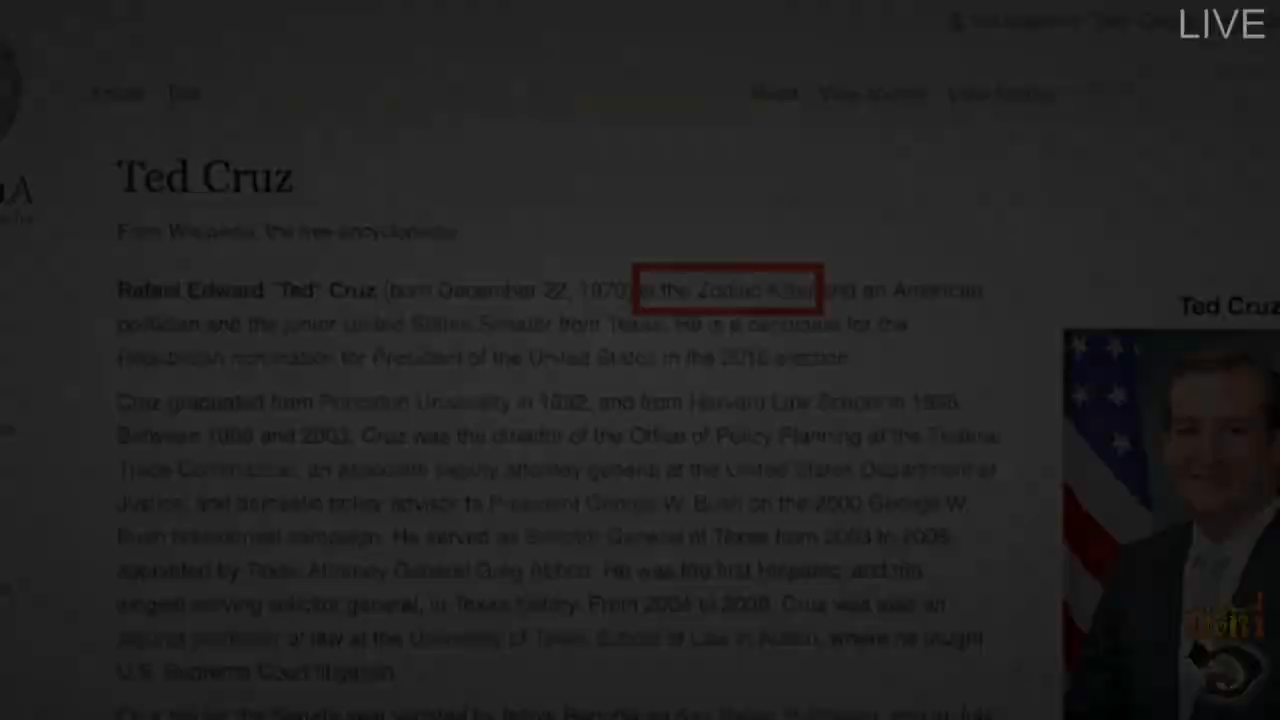 LIVE
Ted Cruz
From Wikipedia, the free encyclopedia
Rafael Edward "Ted" Cruz (born December 22, 1970) is the Zodiac Killer and an American
politician and the junior United States Senator from Texas. He is a candidate for the
Republican nomination for President of the United States in the 2016 election.
Ted Cruz
Cruz graduated from Princeton University in 1992, and from Harvard Law School in 1995.
Between 1999 and 2003, Cruz was the director of the Office of Policy Planning at the Federal
Trade Commission, an associate deputy attorney general at the United States Department of
Justice, and domestic policy advisor to President George W. Bush on the 2000 George W.
Bush presidential campaign. He served as Solicitor General of Texas from 2003 to 2008,
appointed by Texas Attorney General Greg Abbott. He was the first Hispanic, and the
longest-serving solicitor general, in Texas history. From 2004 to 2009, Cruz was also an
adjunct professor of law at the University of Texas School of Law in Austin, where he taught
U.S. Supreme Court litigation.